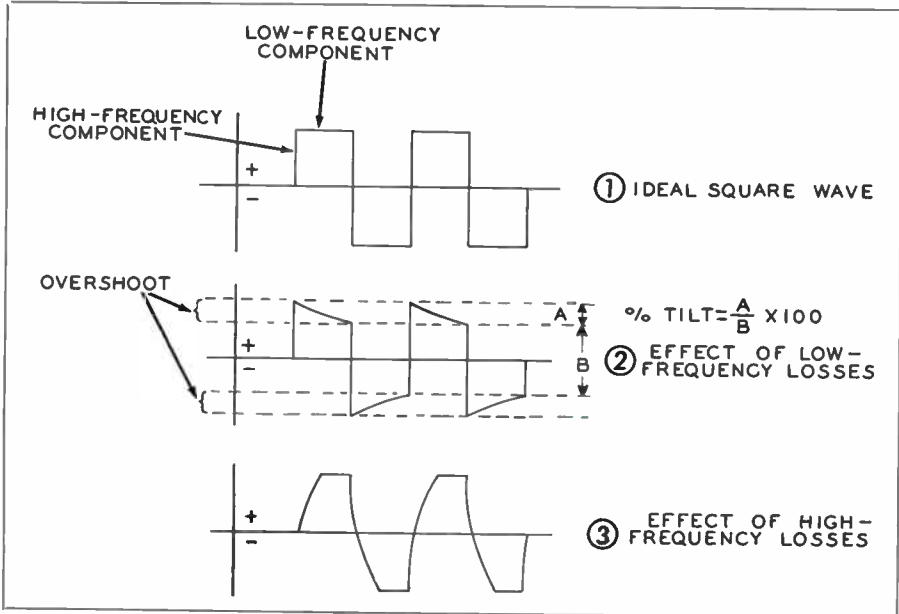 LOW-FREQUENCY
COMPONENT
HIGH-FREQUENCY
COMPONENT
+
−
① IDEAL SQUARE WAVE
OVERSHOOT
A
% TILT=A/B X100
+
−
B
② EFFECT OF LOW-
FREQUENCY LOSSES
+
−
③ EFFECT OF HIGH-
FREQUENCY LOSSES